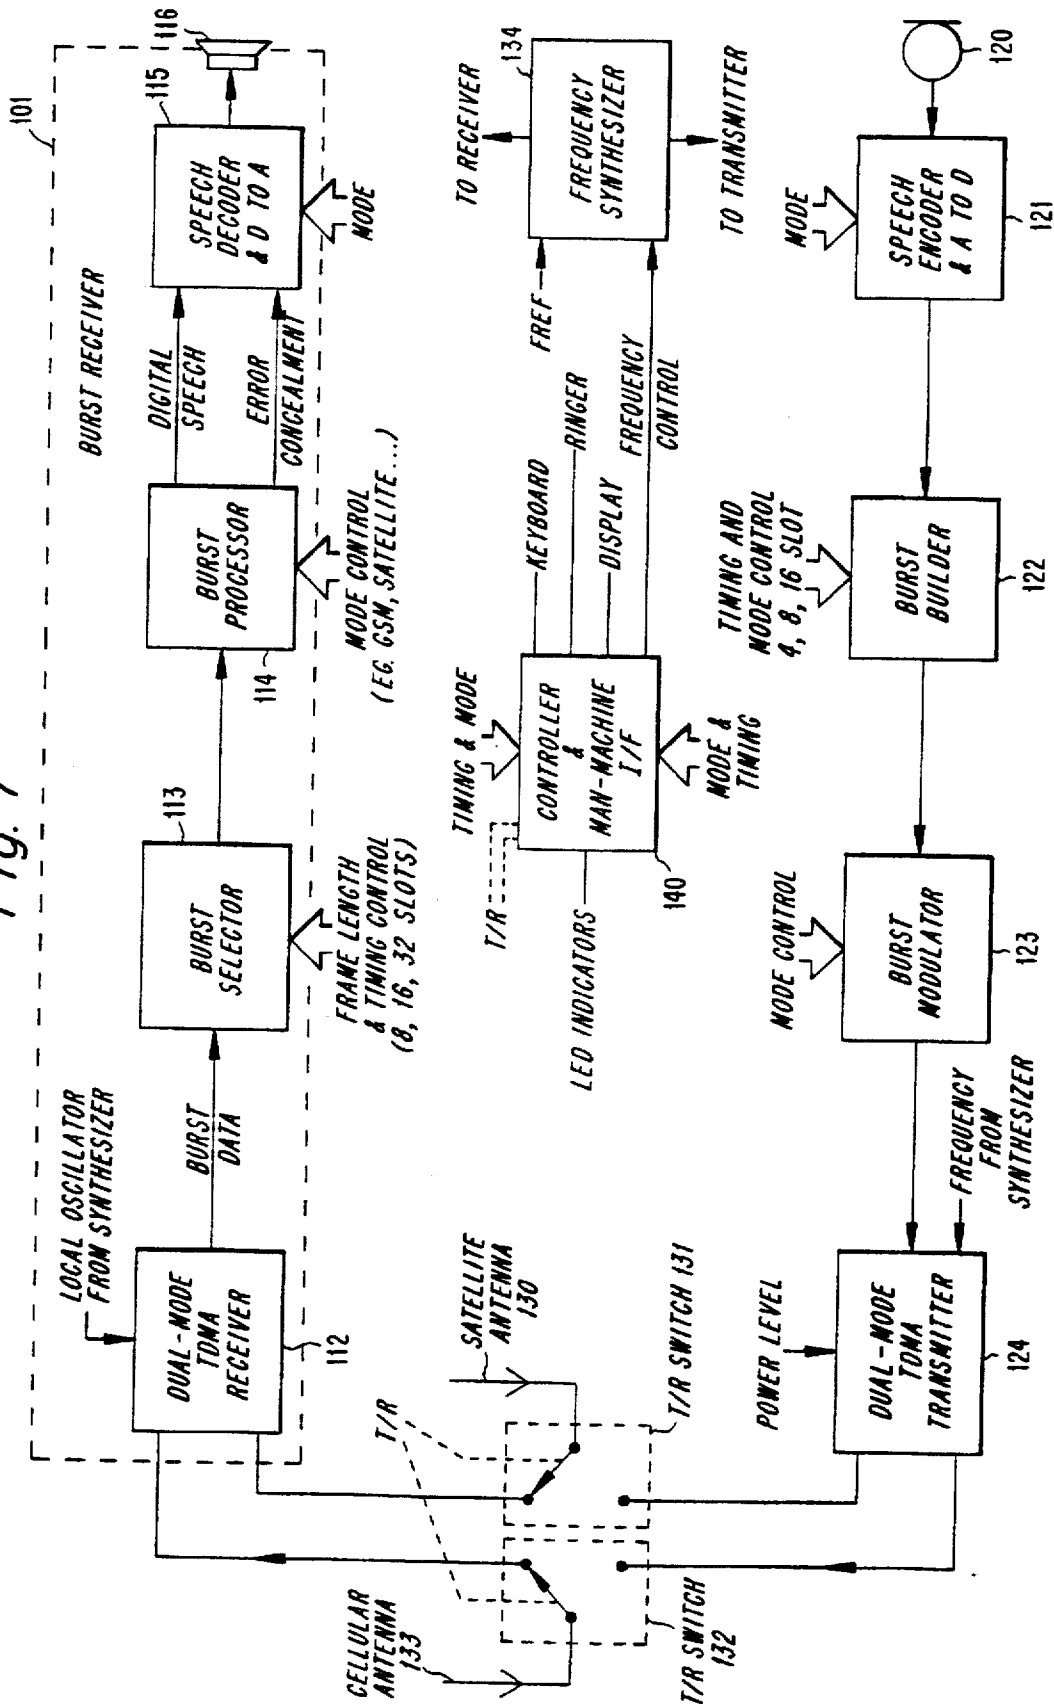 Fig. 7
101
BURST RECEIVER
LOCAL OSCILLATOR
FROM SYNTHESIZER
DUAL-MODE
TDMA
RECEIVER
112
BURST
DATA
BURST
SELECTOR
113
FRAME LENGTH
& TIMING CONTROL
(8, 16, 32 SLOTS)
BURST
PROCESSOR
114
MODE CONTROL
(EG. GSM, SATELLITE...)
DIGITAL
SPEECH
ERROR
CONCEALMENT
SPEECH
DECODER
& D TO A
115
MODE
116
CELLULAR
ANTENNA
133
T/R
SATELLITE
ANTENNA
130
T/R SWITCH
132
T/R SWITCH 131
T/R
TIMING & MODE
LED INDICATORS
CONTROLLER
&
MAN-MACHINE
I/F
140
MODE &
TIMING
KEYBOARD
RINGER
DISPLAY
FREQUENCY
CONTROL
FREF
TO RECEIVER
134
FREQUENCY
SYNTHESIZER
TO TRANSMITTER
POWER LEVEL
DUAL-MODE
TDMA
TRANSMITTER
124
FREQUENCY
FROM
SYNTHESIZER
MODE CONTROL
BURST
MODULATOR
123
TIMING AND
MODE CONTROL
4, 8, 16 SLOT
BURST
BUILDER
122
MODE
SPEECH
ENCODER
& A TO D
121
120